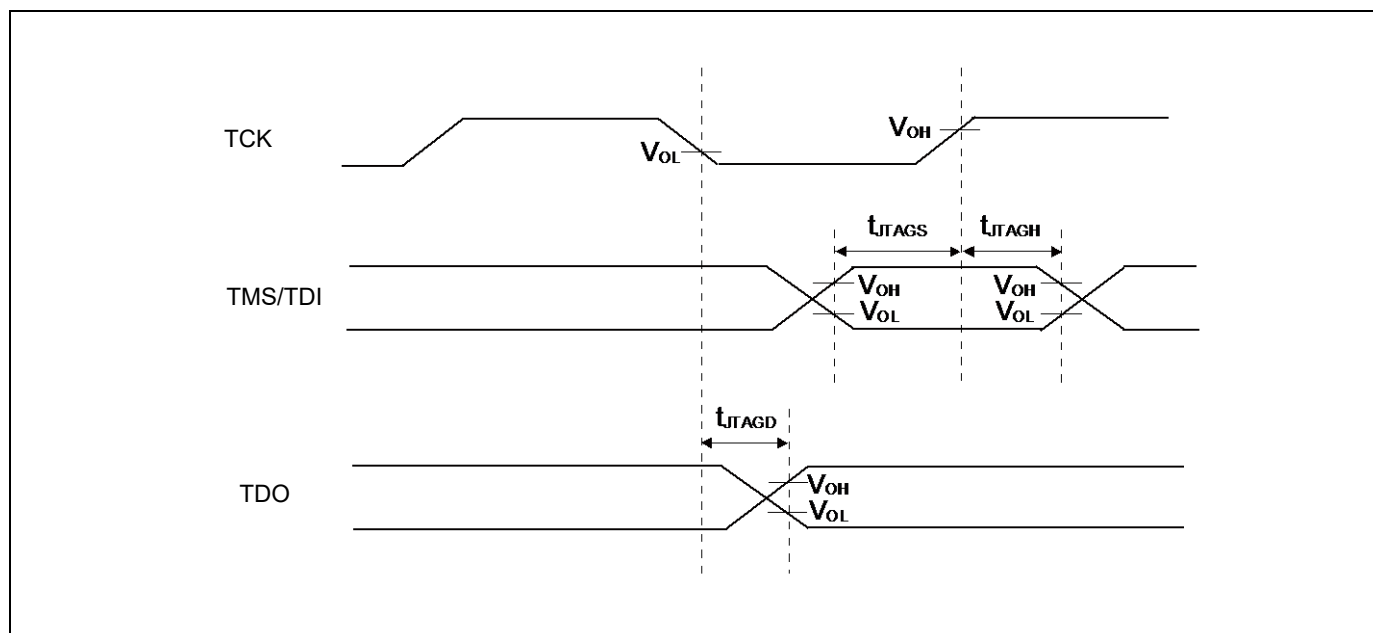 TCK
VOL
VOH
tJTAGS
tJTAGH
TMS/TDI
VOH
VOH
VOL
VOL
tJTAGD
TDO
VOH
VOL